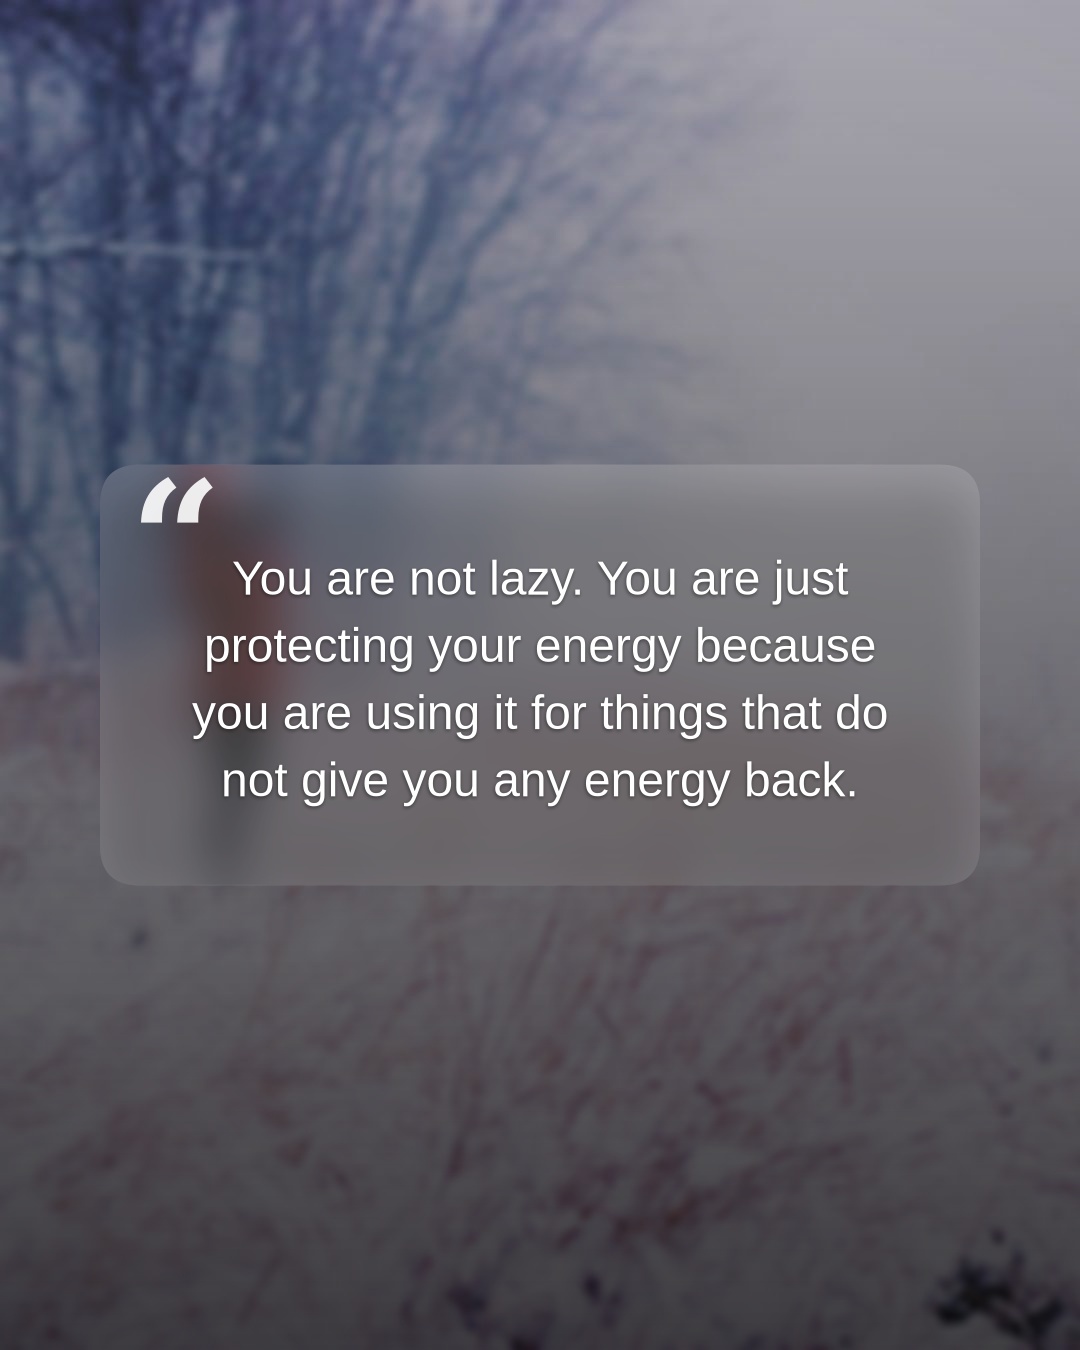 “
You are not lazy. You are just
protecting your energy because
you are using it for things that do
not give you any energy back.